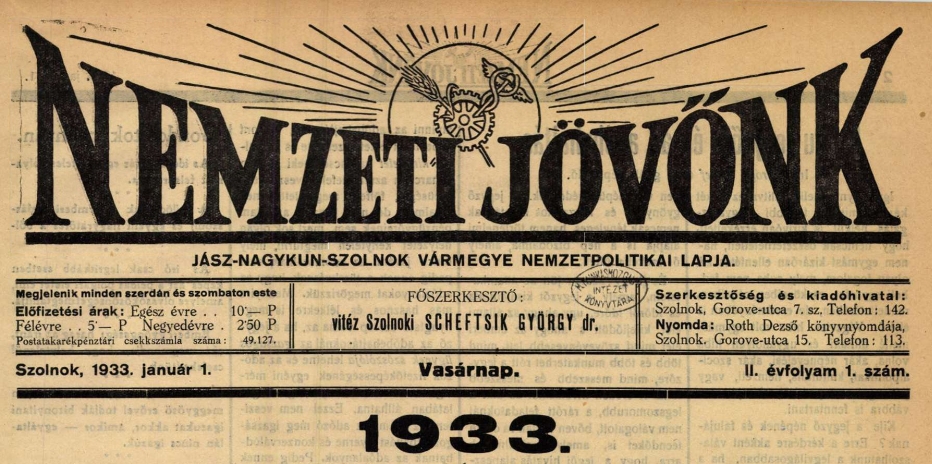 NEMZETI JÖVŐNK
JÁSZ-NAGYKUN-SZOLNOK VÁRMEGYE NEMZETPOLITIKAI LAPJA.
Megjelenik minden szerdán és szombaton este
Előfizetési árak: Egész évre . . 10·— P
Félévre . 5·— P Negyedévre . 2·50 P
Postatakarékpénztári csekkszámla száma: 49.127.
FŐSZERKESZTŐ:
vitéz Szolnoki SCHEFTSIK GYÖRGY dr.
INTÉZET
KÖNYVTÁRA
Szerkesztőség és kiadóhivatal:
Szolnok, Gorove-utca 7. sz. Telefon: 142.
Nyomda: Roth Dezső könyvnyomdája,
Szolnok. Gorove-utca 15. Telefon: 113.
Szolnok, 1933. január 1.
Vasárnap.
II. évfolyam 1. szám.
1933.